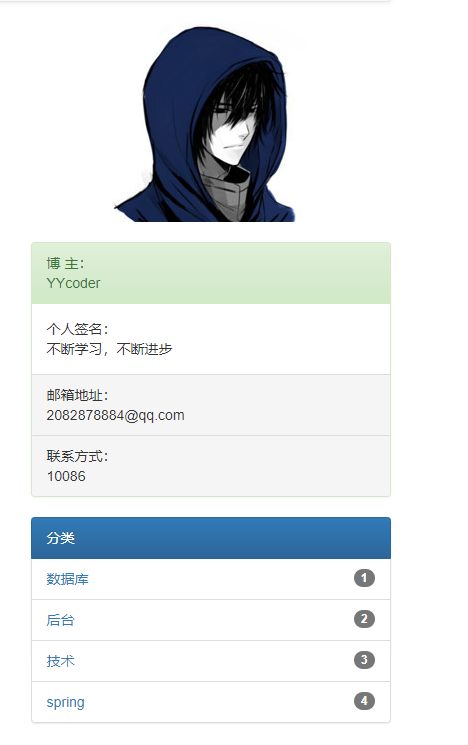 博 主：
YYcoder
个人签名：
不断学习，不断进步
邮箱地址：
2082878884@qq.com
联系方式：
10086
分类
数据库 1
后台 2
技术 3
spring 4